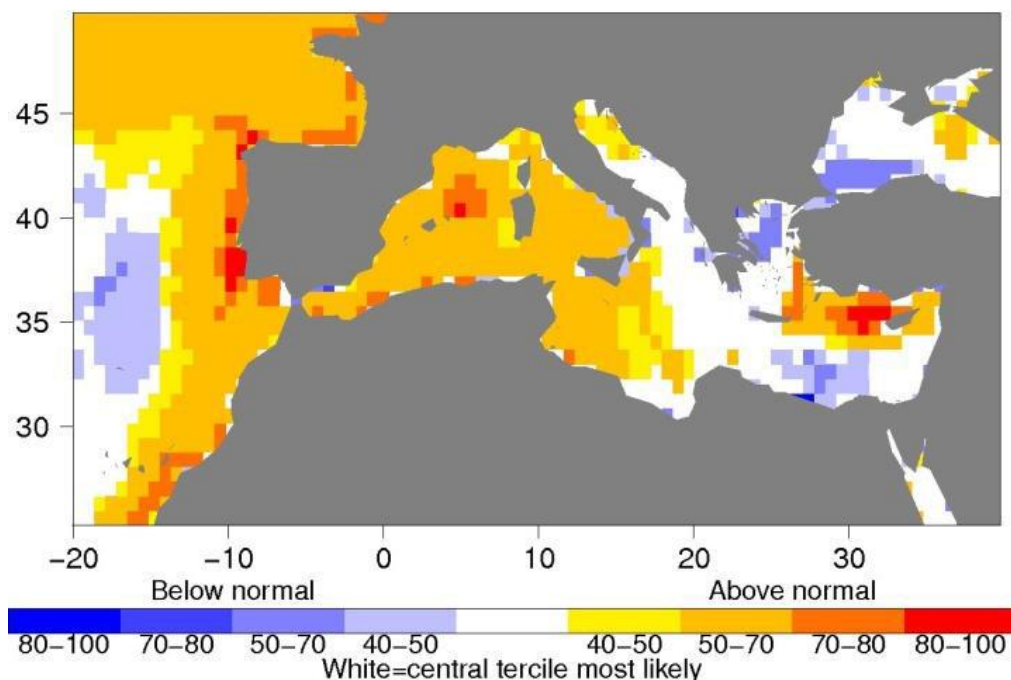 45
40
35
30
−20 −10 0 10 20 30
Below normal Above normal
80−100 70−80 50−70 40−50 40−50 50−70 70−80 80−100
White=central tercile most likely